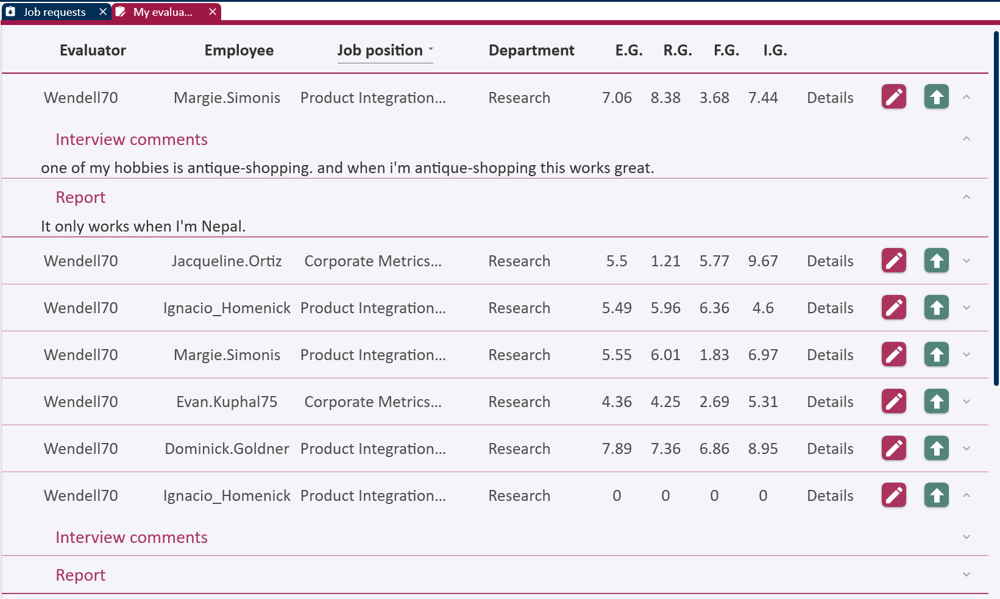 Job requests My evalua...
Evaluator Employee Job position Department E.G. R.G. F.G. I.G.
Wendell70 Margie.Simonis Product Integration... Research 7.06 8.38 3.68 7.44 Details
Interview comments
one of my hobbies is antique-shopping. and when i'm antique-shopping this works great.
Report
It only works when I'm Nepal.
Wendell70 Jacqueline.Ortiz Corporate Metrics... Research 5.5 1.21 5.77 9.67 Details
Wendell70 Ignacio_Homenick Product Integration... Research 5.49 5.96 6.36 4.6 Details
Wendell70 Margie.Simonis Product Integration... Research 5.55 6.01 1.83 6.97 Details
Wendell70 Evan.Kuphal75 Corporate Metrics... Research 4.36 4.25 2.69 5.31 Details
Wendell70 Dominick.Goldner Product Integration... Research 7.89 7.36 6.86 8.95 Details
Wendell70 Ignacio_Homenick Product Integration... Research 0 0 0 0 Details
Interview comments
Report